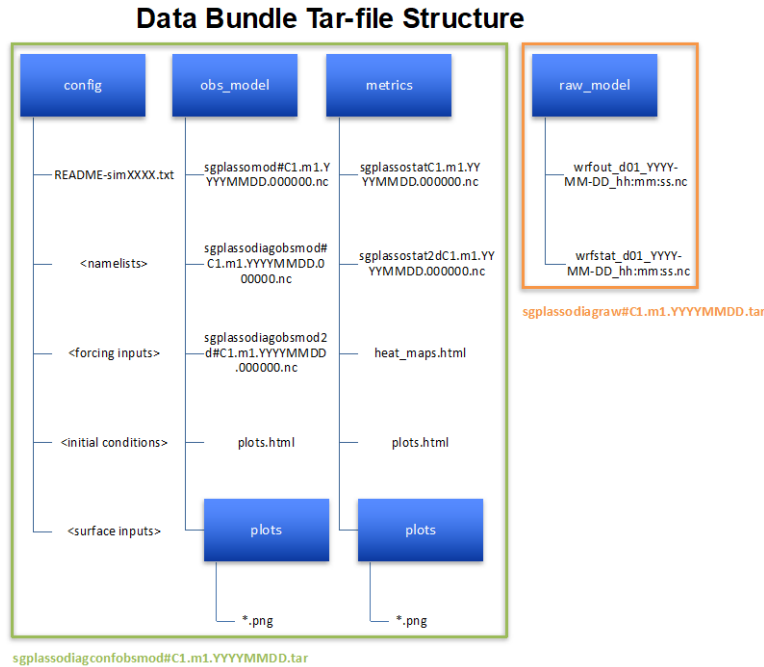 Data Bundle Tar-file Structure
config
README-simXXXX.txt
<namelists>
<forcing inputs>
<initial conditions>
<surface inputs>
obs_model
sgplassomod#C1.m1.Y
YYYMMDD.000000.nc
sgplassodiagobsmod#
C1.m1.YYYYMMDD.0
00000.nc
sgplassodiagobsmod2
d#C1.m1.YYYYMMDD
.000000.nc
plots.html
plots
*.png
metrics
sgplassostatC1.m1.YY
YYMMDD.000000.nc
sgplassostat2dC1.m1.YY
YYMMDD.000000.nc
heat_maps.html
plots.html
plots
*.png
sgplassodiagconfobsmod#C1.m1.YYYYMMDD.tar
raw_model
wrfout_d01_YYYY-
MM-DD_hh:mm:ss.nc
wrfstat_d01_YYYY-
MM-DD_hh:mm:ss.nc
sgplassodiagraw#C1.m1.YYYYMMDD.tar